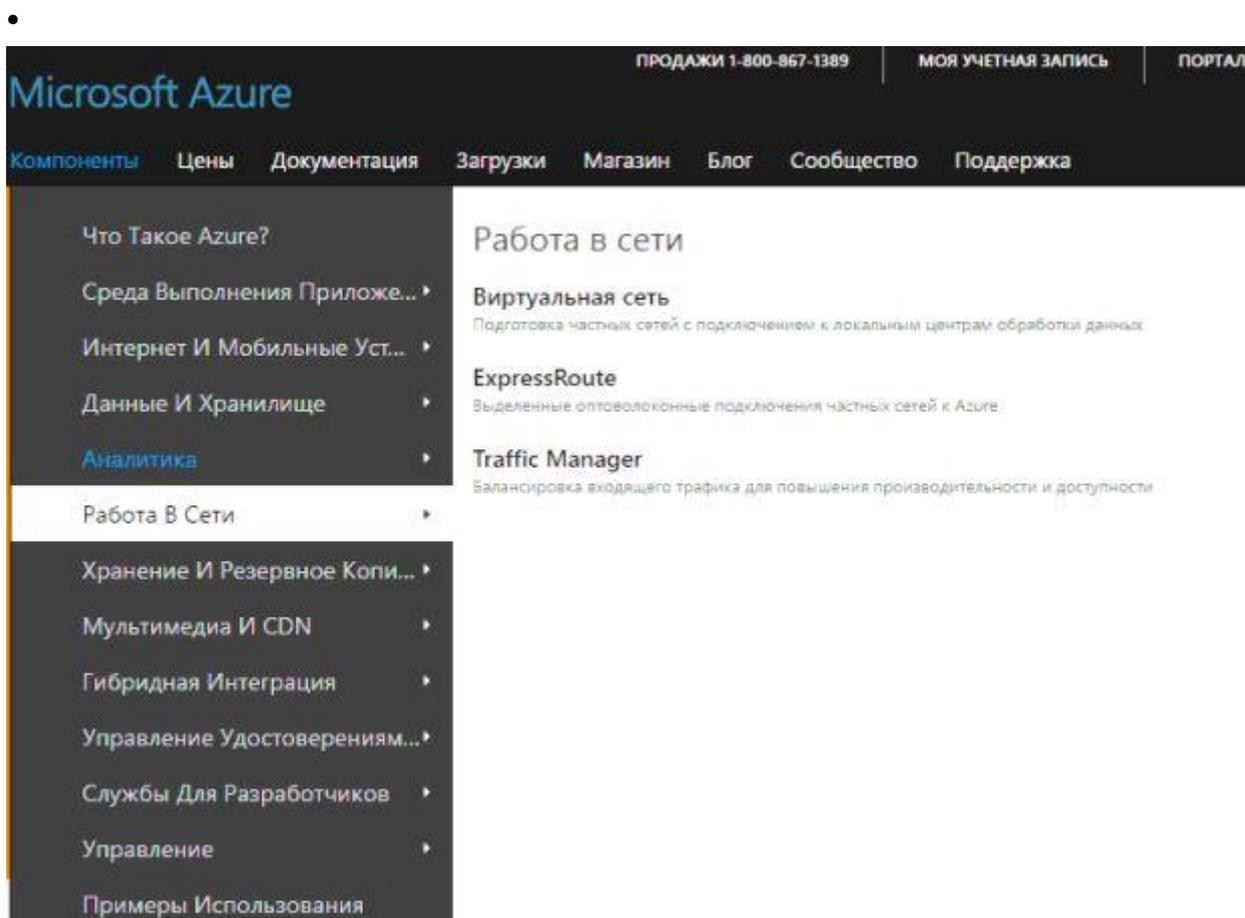 ПРОДАЖИ 1-800-867-1389 МОЯ УЧЕТНАЯ ЗАПИСЬ ПОРТАЛ
Microsoft Azure
Компоненты Цены Документация Загрузки Магазин Блог Сообщество Поддержка
Что Такое Azure?
Среда Выполнения Приложе...
Интернет И Мобильные Уст...
Данные И Хранилище
Аналитика
Работа В Сети
Хранение И Резервное Копи...
Мультимедиа И CDN
Гибридная Интеграция
Управление Удостоверениям...
Службы Для Разработчиков
Управление
Примеры Использования
Работа в сети
Виртуальная сеть
Подготовка частных сетей с подключением к локальным центрам обработки данных
ExpressRoute
Выделенные оптоволоконные подключения частных сетей к Azure
Traffic Manager
Балансировка входящего трафика для повышения производительности и доступности